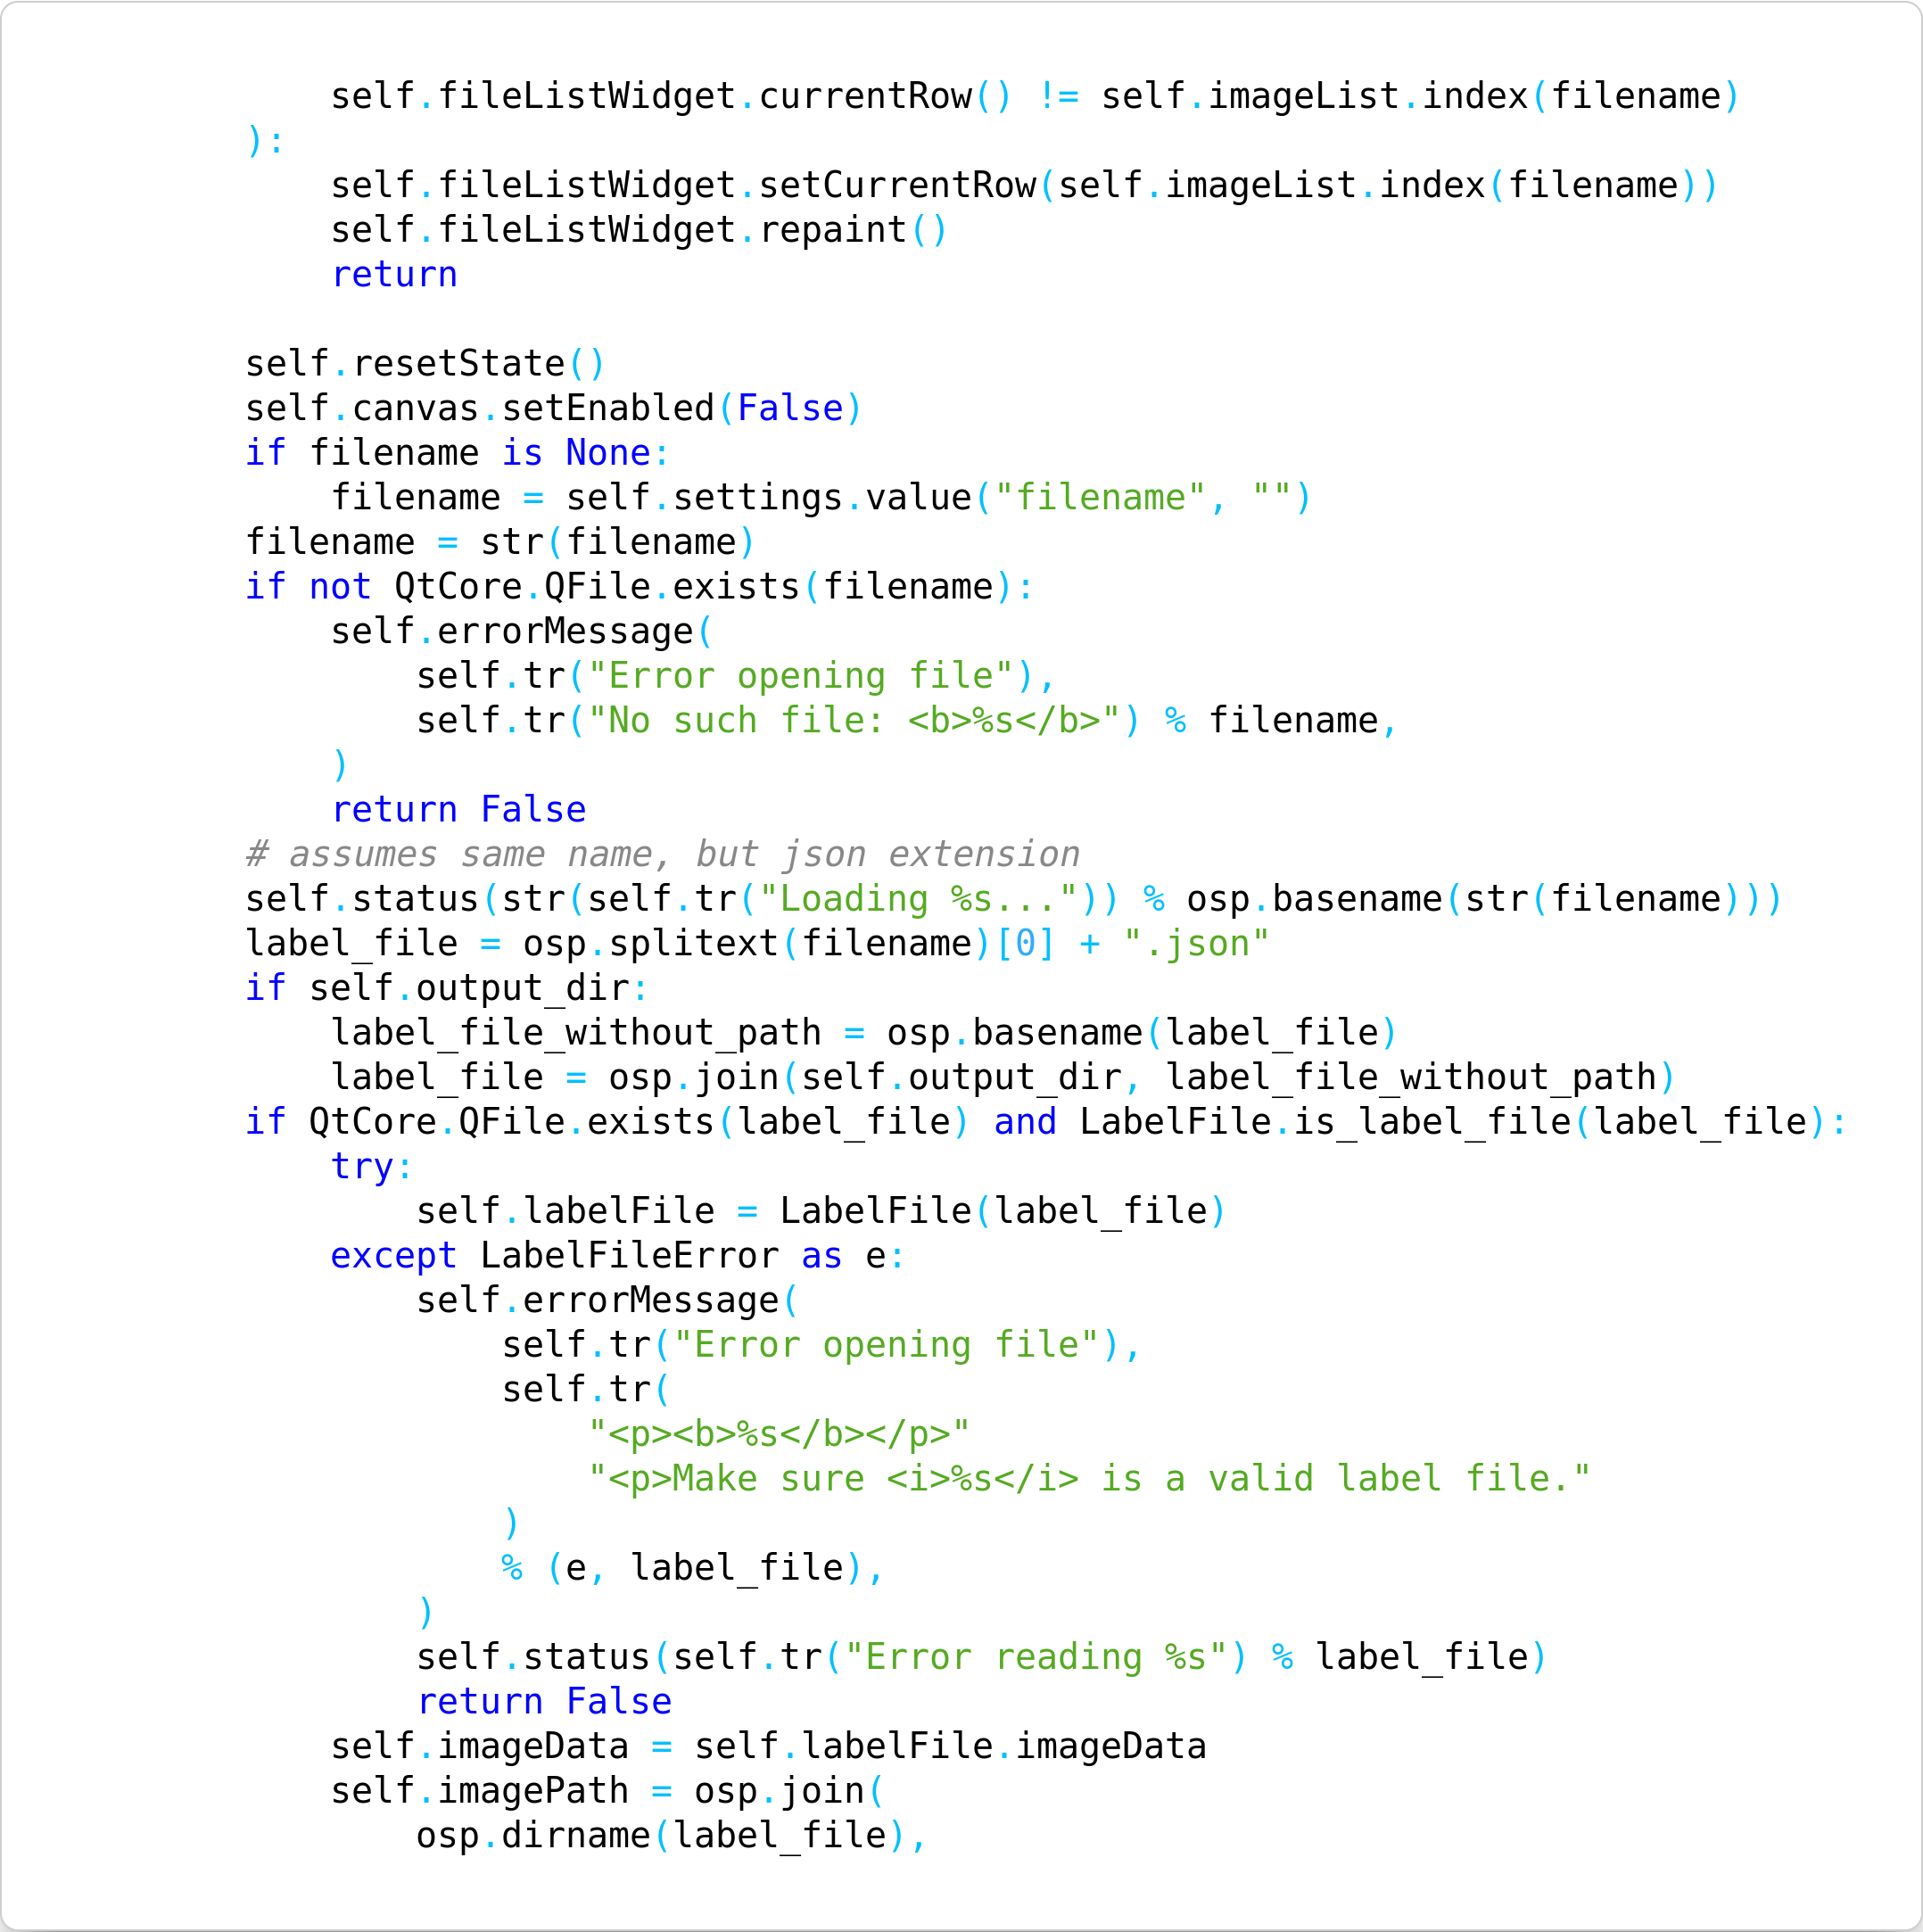 self.fileListWidget.currentRow() != self.imageList.index(filename)
        ):
            self.fileListWidget.setCurrentRow(self.imageList.index(filename))
            self.fileListWidget.repaint()
            return

        self.resetState()
        self.canvas.setEnabled(False)
        if filename is None:
            filename = self.settings.value("filename", "")
        filename = str(filename)
        if not QtCore.QFile.exists(filename):
            self.errorMessage(
                self.tr("Error opening file"),
                self.tr("No such file: <b>%s</b>") % filename,
            )
            return False
        # assumes same name, but json extension
        self.status(str(self.tr("Loading %s...")) % osp.basename(str(filename)))
        label_file = osp.splitext(filename)[0] + ".json"
        if self.output_dir:
            label_file_without_path = osp.basename(label_file)
            label_file = osp.join(self.output_dir, label_file_without_path)
        if QtCore.QFile.exists(label_file) and LabelFile.is_label_file(label_file):
            try:
                self.labelFile = LabelFile(label_file)
            except LabelFileError as e:
                self.errorMessage(
                    self.tr("Error opening file"),
                    self.tr(
                        "<p><b>%s</b></p>"
                        "<p>Make sure <i>%s</i> is a valid label file."
                    )
                    % (e, label_file),
                )
                self.status(self.tr("Error reading %s") % label_file)
                return False
            self.imageData = self.labelFile.imageData
            self.imagePath = osp.join(
                osp.dirname(label_file),